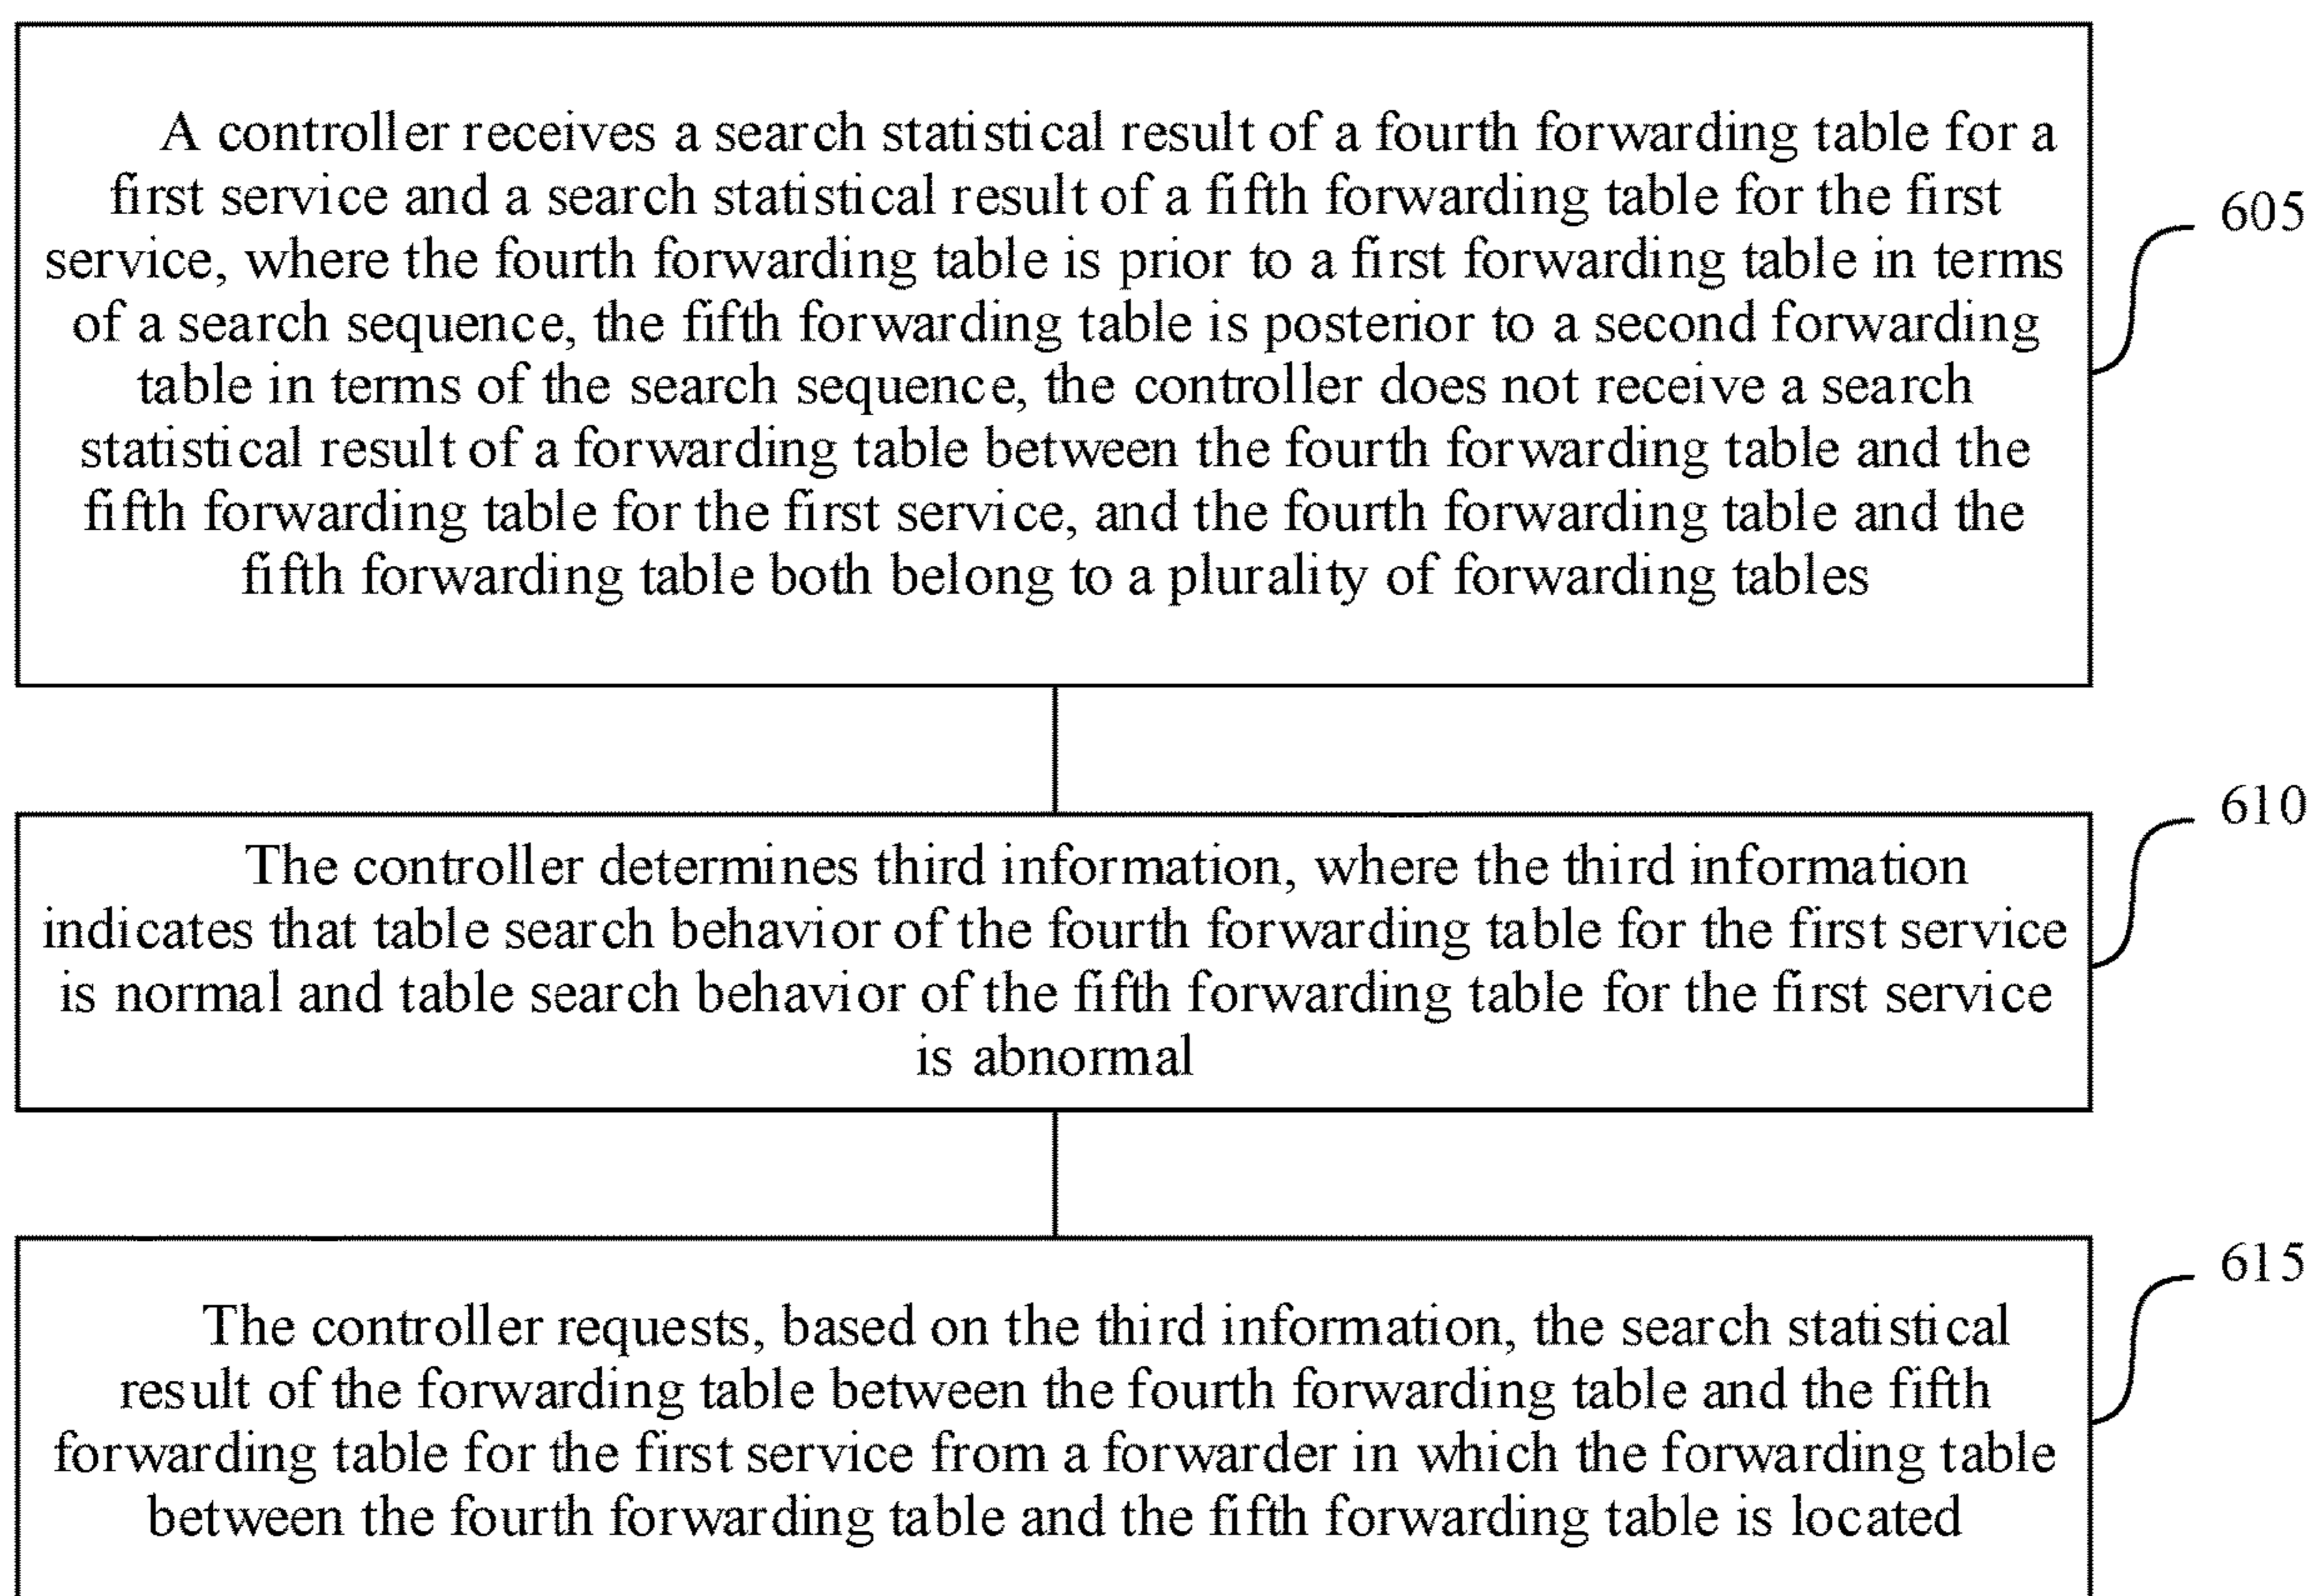 A controller receives a search statistical result of a fourth forwarding table for a
first service and a search statistical result of a fifth forwarding table for the first
service, where the fourth forwarding table is prior to a first forwarding table in terms
of a search sequence, the fifth forwarding table is posterior to a second forwarding
table in terms of the search sequence, the controller does not receive a search
statistical result of a forwarding table between the fourth forwarding table and the
fifth forwarding table for the first service, and the fourth forwarding table and the
fifth forwarding table both belong to a plurality of forwarding tables
605
The controller determines third information, where the third information
indicates that table search behavior of the fourth forwarding table for the first service
is normal and table search behavior of the fifth forwarding table for the first service
is abnormal
610
The controller requests, based on the third information, the search statistical
result of the forwarding table between the fourth forwarding table and the fifth
forwarding table for the first service from a forwarder in which the forwarding table
between the fourth forwarding table and the fifth forwarding table is located
615